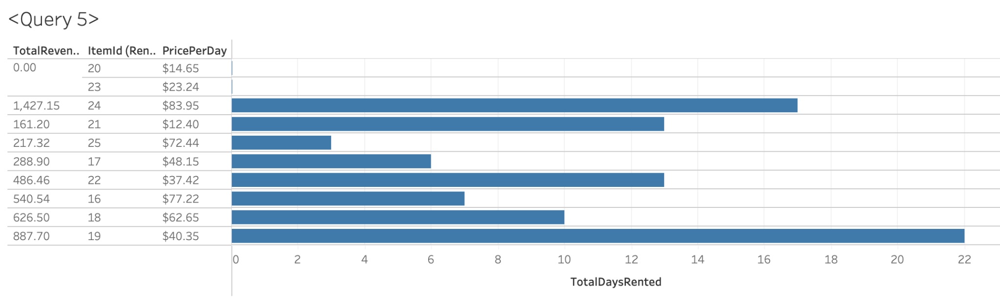 <Query 5>
TotalReven.. ItemId (Ren.. PricePerDay
0.00 20 $14.65
23 $23.24
1,427.15 24 $83.95
161.20 21 $12.40
217.32 25 $72.44
288.90 17 $48.15
486.46 22 $37.42
540.54 16 $77.22
626.50 18 $62.65
887.70 19 $40.35
0 2 4 6 8 10 12 14 16 18 20 22
TotalDaysRented